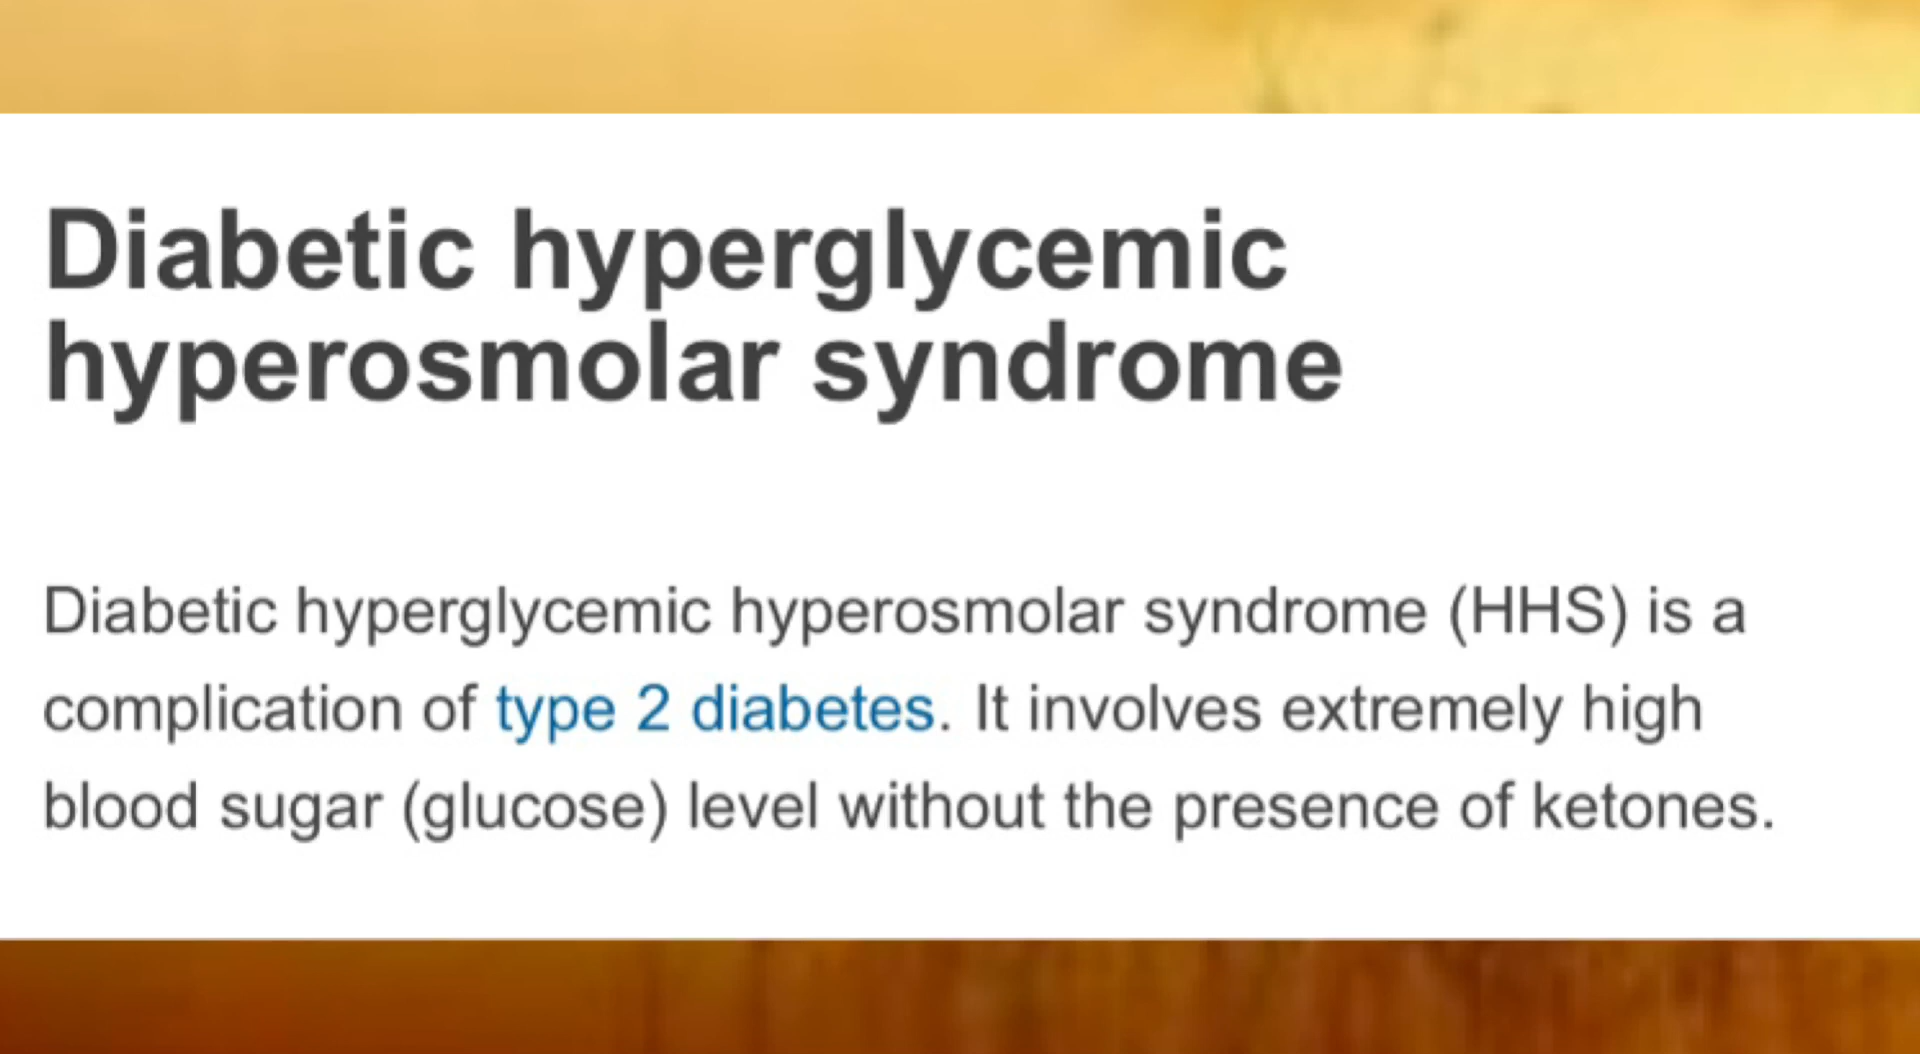 Diabetic hyperglycemic
hyperosmolar syndrome
Diabetic hyperglycemic hyperosmolar syndrome (HHS) is a
complication of type 2 diabetes. It involves extremely high
blood sugar (glucose) level without the presence of ketones.